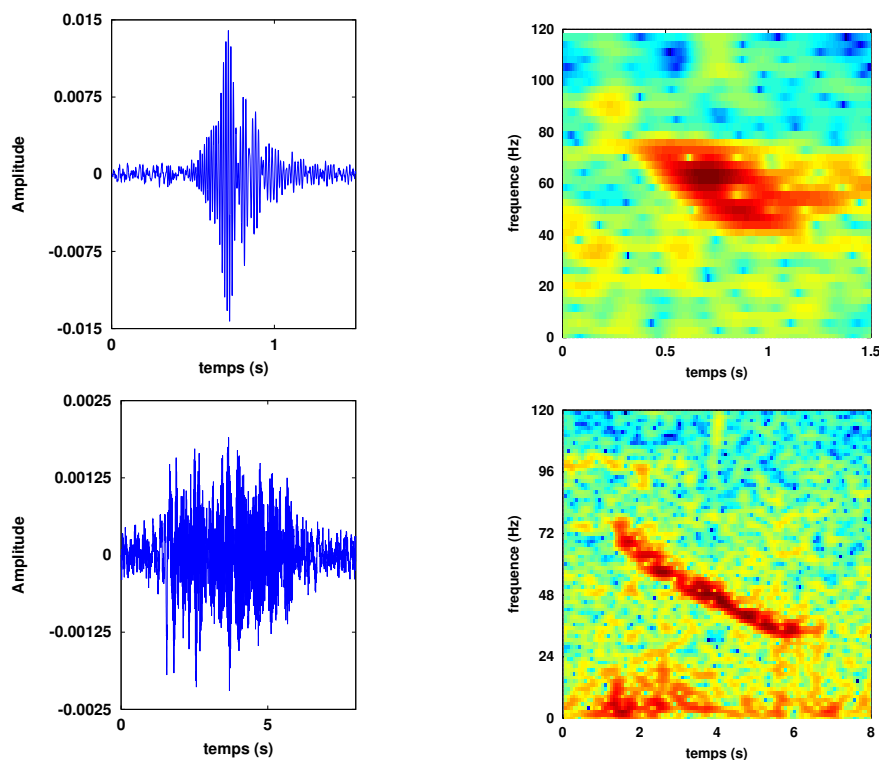 0.015
0.0075
0
-0.0075
-0.015
Amplitude
0 1
temps (s)
120
100
80
60
40
20
0
frequence (Hz)
0 0.5 1 1.5
temps (s)
0.0025
0.00125
0
-0.00125
-0.0025
Amplitude
0 5
temps (s)
120
96
72
48
24
0
frequence (Hz)
0 2 4 6 8
temps (s)